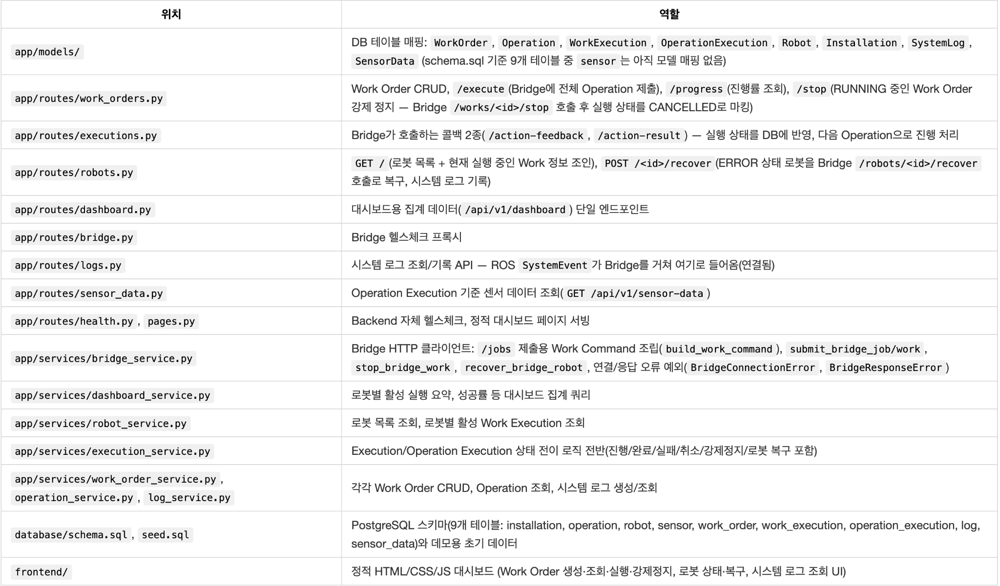 위치
역할
app/models/
DB 테이블 매핑: WorkOrder, Operation, WorkExecution, OperationExecution, Robot, Installation, SystemLog,
SensorData (schema.sql 기준 9개 테이블 중 sensor는 아직 모델 매핑 없음)
app/routes/work_orders.py
Work Order CRUD, /execute(Bridge에 전체 Operation 제출), /progress(진행률 조회), /stop(RUNNING 중인 Work Order
강제 정지 — Bridge /works/<id>/stop 호출 후 실행 상태를 CANCELLED로 마킹)
app/routes/executions.py
Bridge가 호출하는 콜백 2종(/action-feedback, /action-result) — 실행 상태를 DB에 반영, 다음 Operation으로 진행 처리
app/routes/robots.py
GET /(로봇 목록 + 현재 실행 중인 Work 정보 조인), POST /<id>/recover(ERROR 상태 로봇을 Bridge /robots/<id>/recover
호출로 복구, 시스템 로그 기록)
app/routes/dashboard.py
대시보드용 집계 데이터(/api/v1/dashboard) 단일 엔드포인트
app/routes/bridge.py
Bridge 헬스체크 프록시
app/routes/logs.py
시스템 로그 조회/기록 API — ROS SystemEvent가 Bridge를 거쳐 여기로 들어옴(연결됨)
app/routes/sensor_data.py
Operation Execution 기준 센서 데이터 조회(GET /api/v1/sensor-data)
app/routes/health.py, pages.py
Backend 자체 헬스체크, 정적 대시보드 페이지 서빙
app/services/bridge_service.py
Bridge HTTP 클라이언트: /jobs 제출용 Work Command 조립(build_work_command), submit_bridge_job/work,
stop_bridge_work, recover_bridge_robot, 연결/응답 오류 예외(BridgeConnectionError, BridgeResponseError)
app/services/dashboard_service.py
로봇별 활성 실행 요약, 성공률 등 대시보드 집계 쿼리
app/services/robot_service.py
로봇 목록 조회, 로봇별 활성 Work Execution 조회
app/services/execution_service.py
Execution/Operation Execution 상태 전이 로직 전반(진행/완료/실패/취소/강제정지/로봇 복구 포함)
app/services/work_order_service.py,
operation_service.py, log_service.py
각각 Work Order CRUD, Operation 조회, 시스템 로그 생성/조회
database/schema.sql, seed.sql
PostgreSQL 스키마(9개 테이블: installation, operation, robot, sensor, work_order, work_execution, operation_execution, log,
sensor_data)와 데모용 초기 데이터
frontend/
정적 HTML/CSS/JS 대시보드 (Work Order 생성·조회·실행·강제정지, 로봇 상태·복구, 시스템 로그 조회 UI)